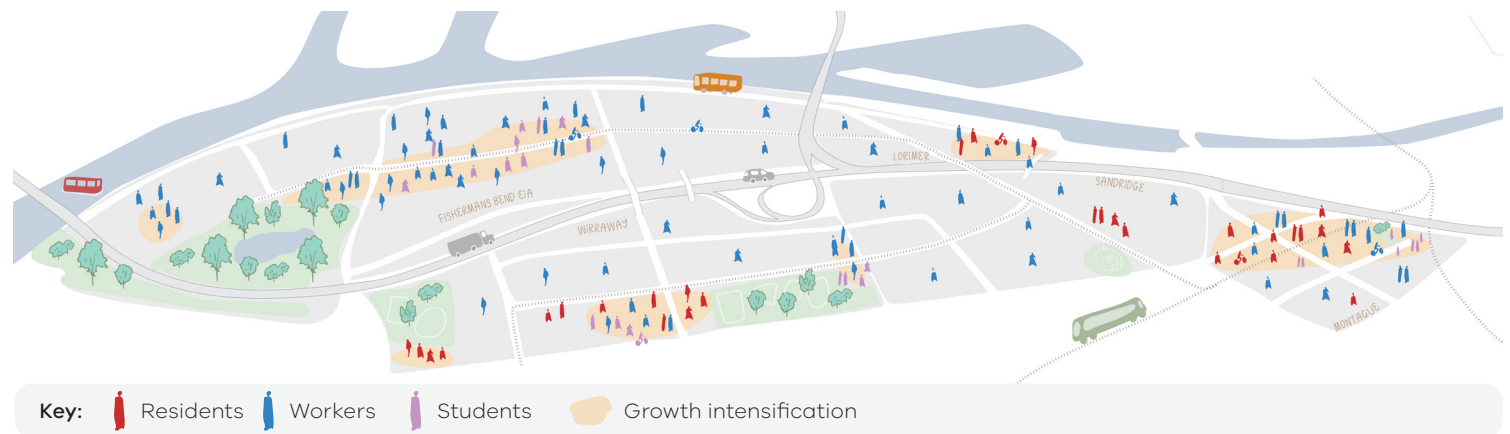 LORIMER
SANDRIDGE
FISHERMANS BEND EIA
WIRRAWAY
MONTAGUE
Key: Residents Workers Students Growth intensification